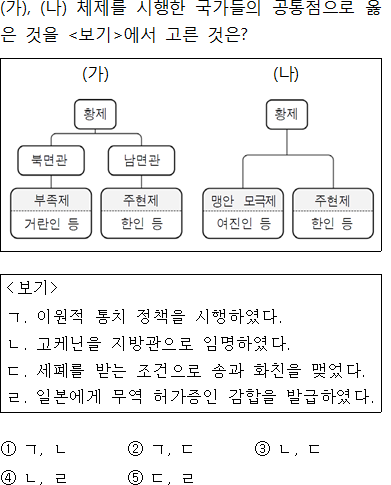 (가), (나) 체제를 시행한 국가들의 공통점으로 옳
은 것을 <보기>에서 고른 것은?
(가) (나)
황제 황제
북면관 남면관
부족제 주현제 맹안 모극제 주현제
거란인 등 한인 등 여진인 등 한인 등
<보기>
ㄱ. 이원적 통치 정책을 시행하였다.
ㄴ. 고케닌을 지방관으로 임명하였다.
ㄷ. 세폐를 받는 조건으로 송과 화친을 맺었다.
ㄹ. 일본에게 무역 허가증인 감합을 발급하였다.
① ㄱ, ㄴ ② ㄱ, ㄷ ③ ㄴ, ㄷ
④ ㄴ, ㄹ ⑤ ㄷ, ㄹ